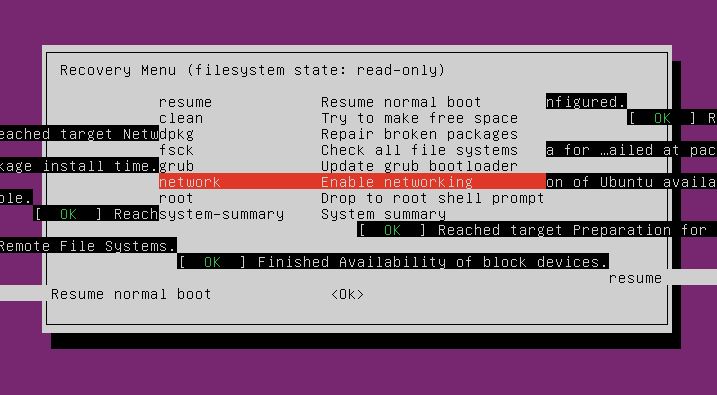 Recovery Menu (filesystem state: read-only)
resume Resume normal boot nfigured.
clean Try to make free space [ OK ] R
eached target Netwdpkg Repair broken packages
fsck Check all file systems a for …ailed at pac
kage install time.grub Update grub bootloader
network Enable networking on of Ubuntu availa
ble. root Drop to root shell prompt
[ OK ] Reachsystem-summary System summary
[ OK ] Reached target Preparation for
Remote File Systems.
[ OK ] Finished Availability of block devices.
resume
Resume normal boot <Ok>